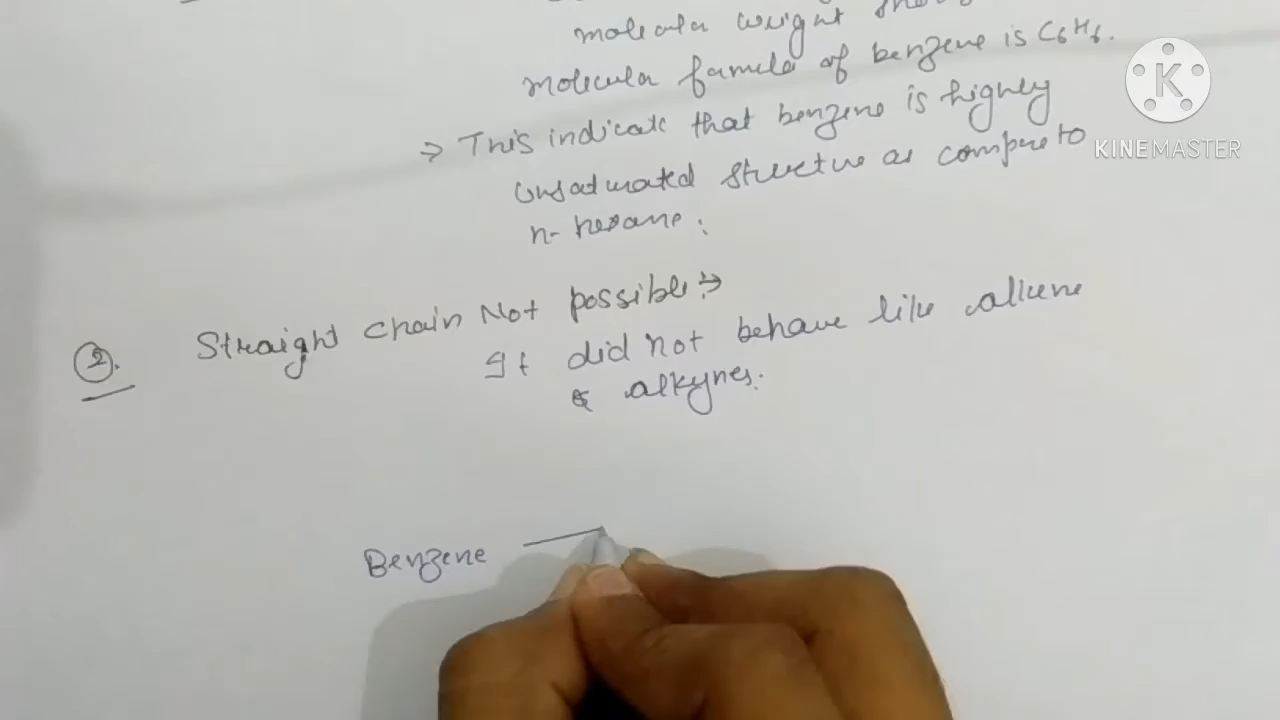 molecular weight
molecula famula of benzene is C6H6.
⇒ This indicate that benzene is highly
unsaturated structure as compare to
n-hexane.
②. Straight chain Not possible :→
It did not behave like alkene
& alkynes.
Benzene
K
KINEMASTER